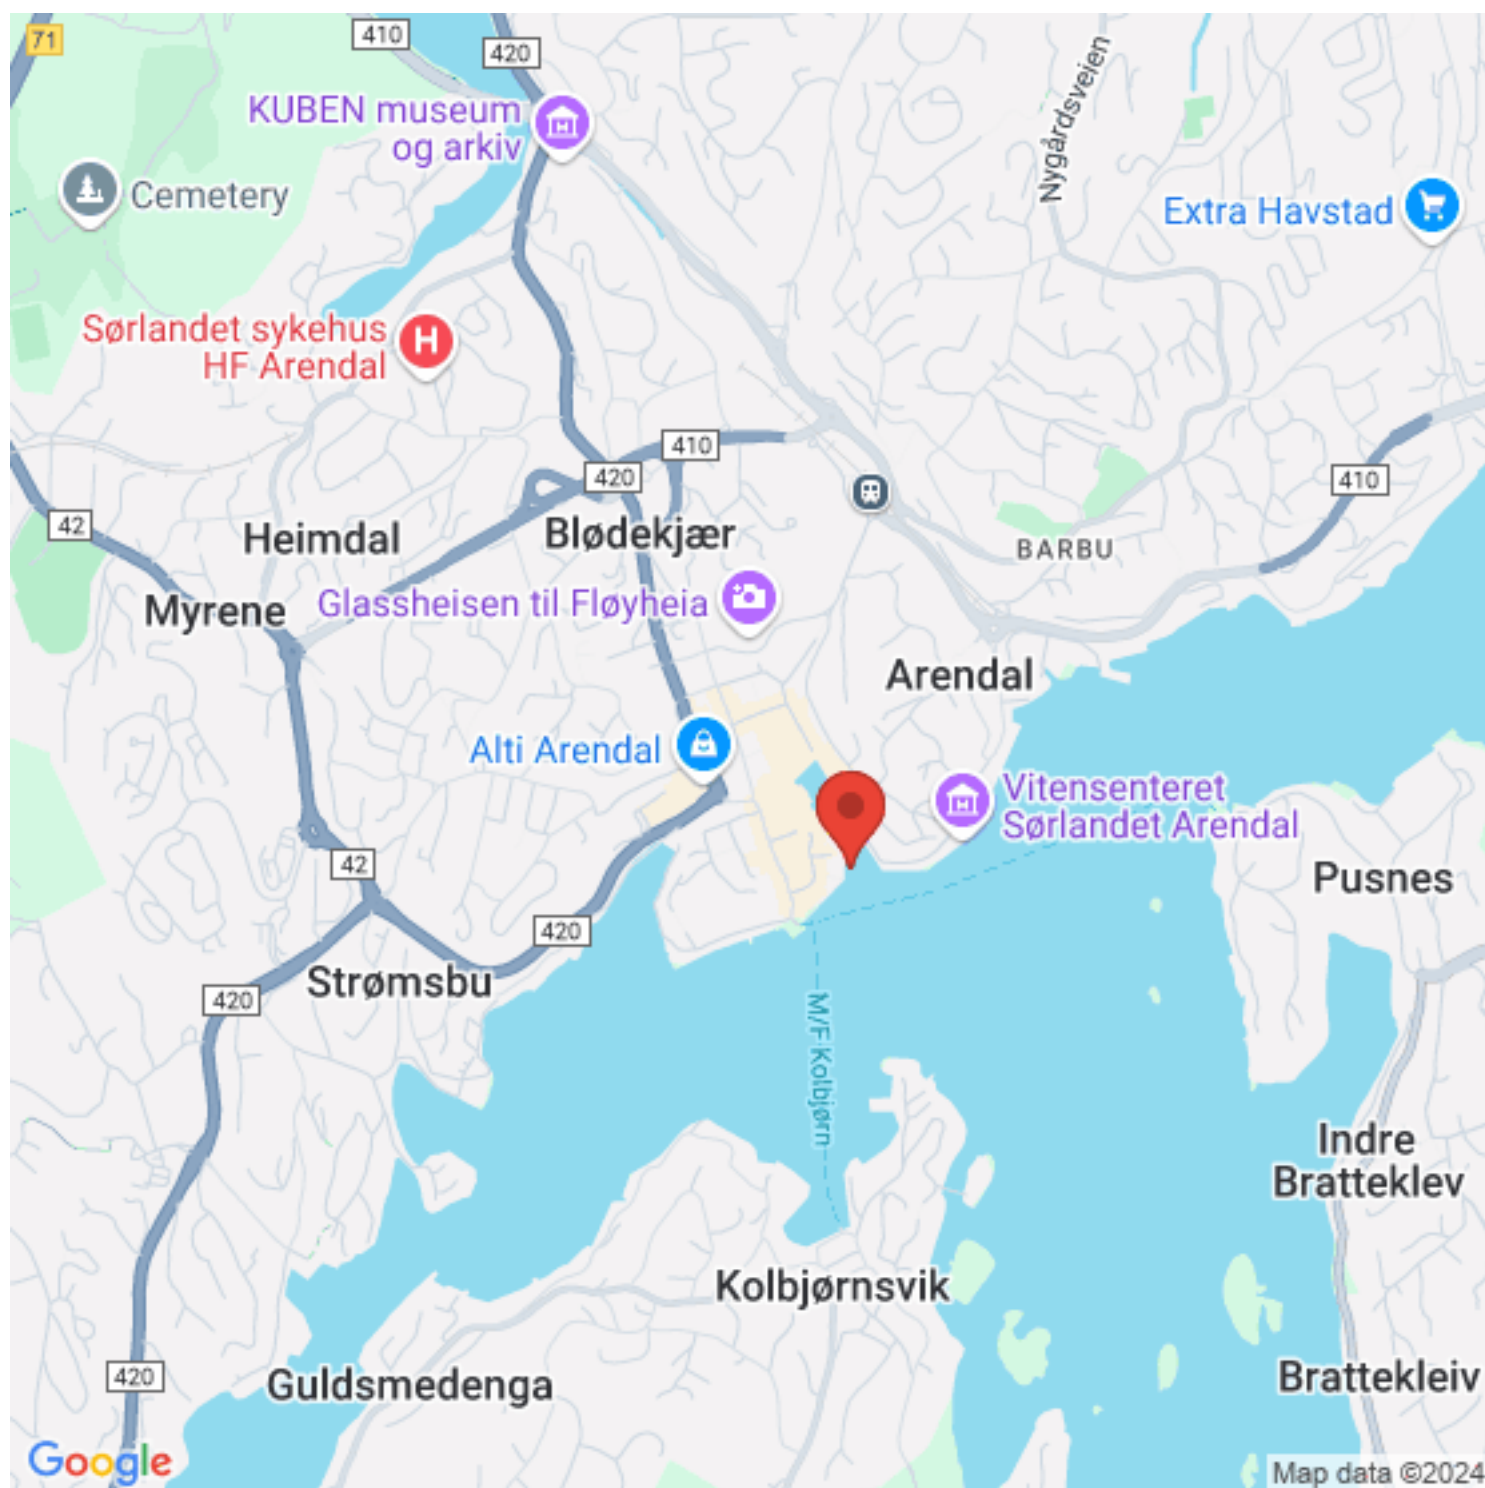 71
410
420
KUBEN museum
og arkiv
Nygårdsveien
Cemetery
Extra Havstad
Sørlandet sykehus
HF Arendal
410
420
410
42
Heimdal
Blødekjær
BARBU
Myrene
Glassheisen til Fløyheia
Arendal
Alti Arendal
Vitensenteret
Sørlandet Arendal
42
Pusnes
420
Strømsbu
420
M/F Kolbjørn
Indre
Bratteklev
Kolbjørnsvik
420
Guldsmedenga
Brattekleiv
Google
Map data ©2024